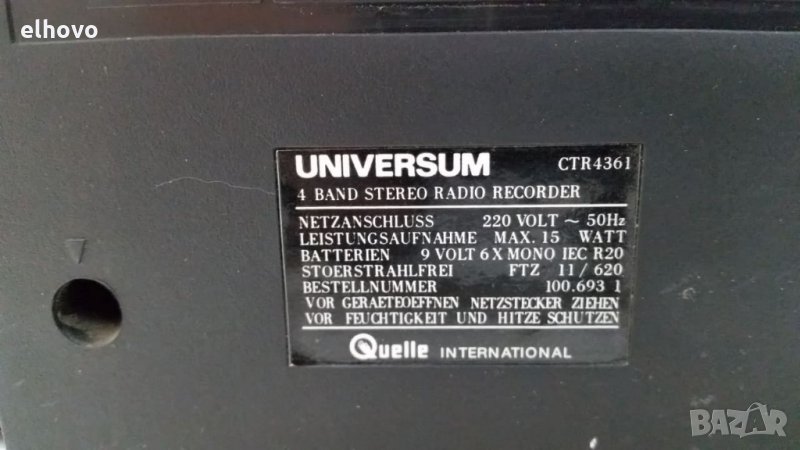 elhovo
UNIVERSUM CTR4361
4 BAND STEREO RADIO RECORDER
NETZANSCHLUSS 220 VOLT ~ 50Hz
LEISTUNGSAUFNAHME MAX. 15 WATT
BATTERIEN 9 VOLT 6 X MONO IEC R20
STOERSTRAHLFREI FTZ 11/620
BESTELLNUMMER 100.693 1
VOR GERAETEOEFFNEN NETZSTECKER ZIEHEN
VOR FEUCHTIGKEIT UND HITZE SCHUTZEN
Quelle INTERNATIONAL
BAZAR